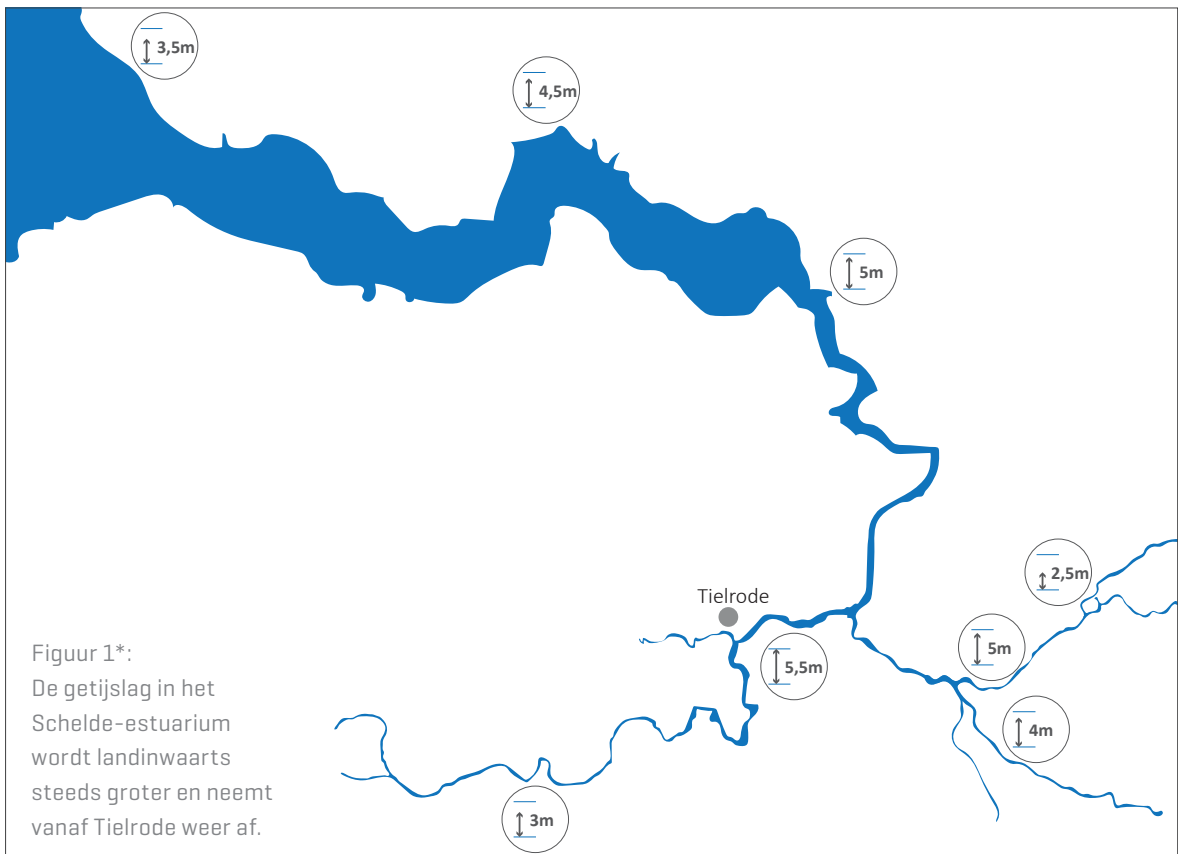 3,5m
4,5m
5m
2,5m
Tielrode
5m
5,5m
4m
3m
Figuur 1*:
De getijslag in het
Schelde-estuarium
wordt landinwaarts
steeds groter en neemt
vanaf Tielrode weer af.